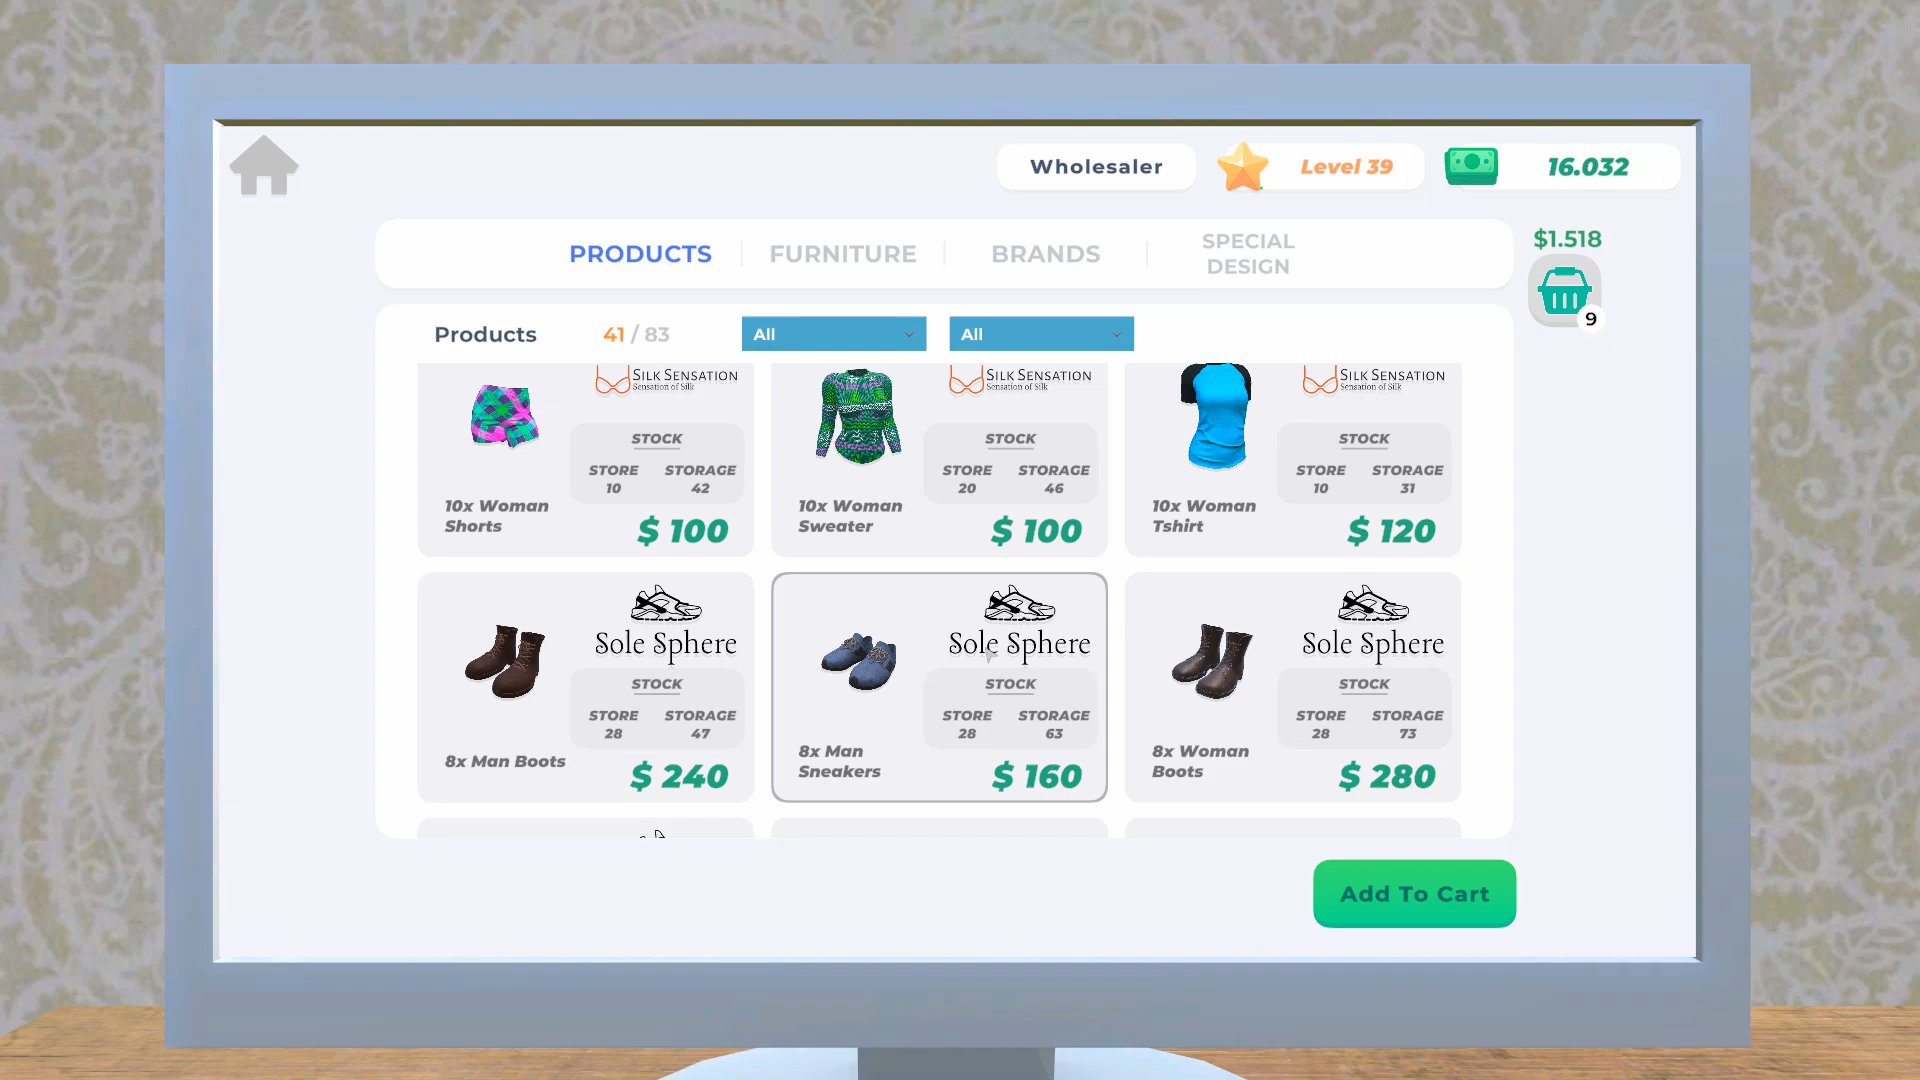 Wholesaler
Level 39
16.032
$1.518
9
PRODUCTS
FURNITURE
BRANDS
SPECIAL
DESIGN
Products
41 / 83
All
All
SILK SENSATION
Sensation of Silk
STOCK
STORE STORAGE
10 42
10x Woman
Shorts
$ 100
SILK SENSATION
Sensation of Silk
STOCK
STORE STORAGE
20 46
10x Woman
Sweater
$ 100
SILK SENSATION
Sensation of Silk
STOCK
STORE STORAGE
10 31
10x Woman
Tshirt
$ 120
Sole Sphere
STOCK
STORE STORAGE
28 47
8x Man Boots
$ 240
Sole Sphere
STOCK
STORE STORAGE
28 63
8x Man
Sneakers
$ 160
Sole Sphere
STOCK
STORE STORAGE
28 73
8x Woman
Boots
$ 280
Add To Cart